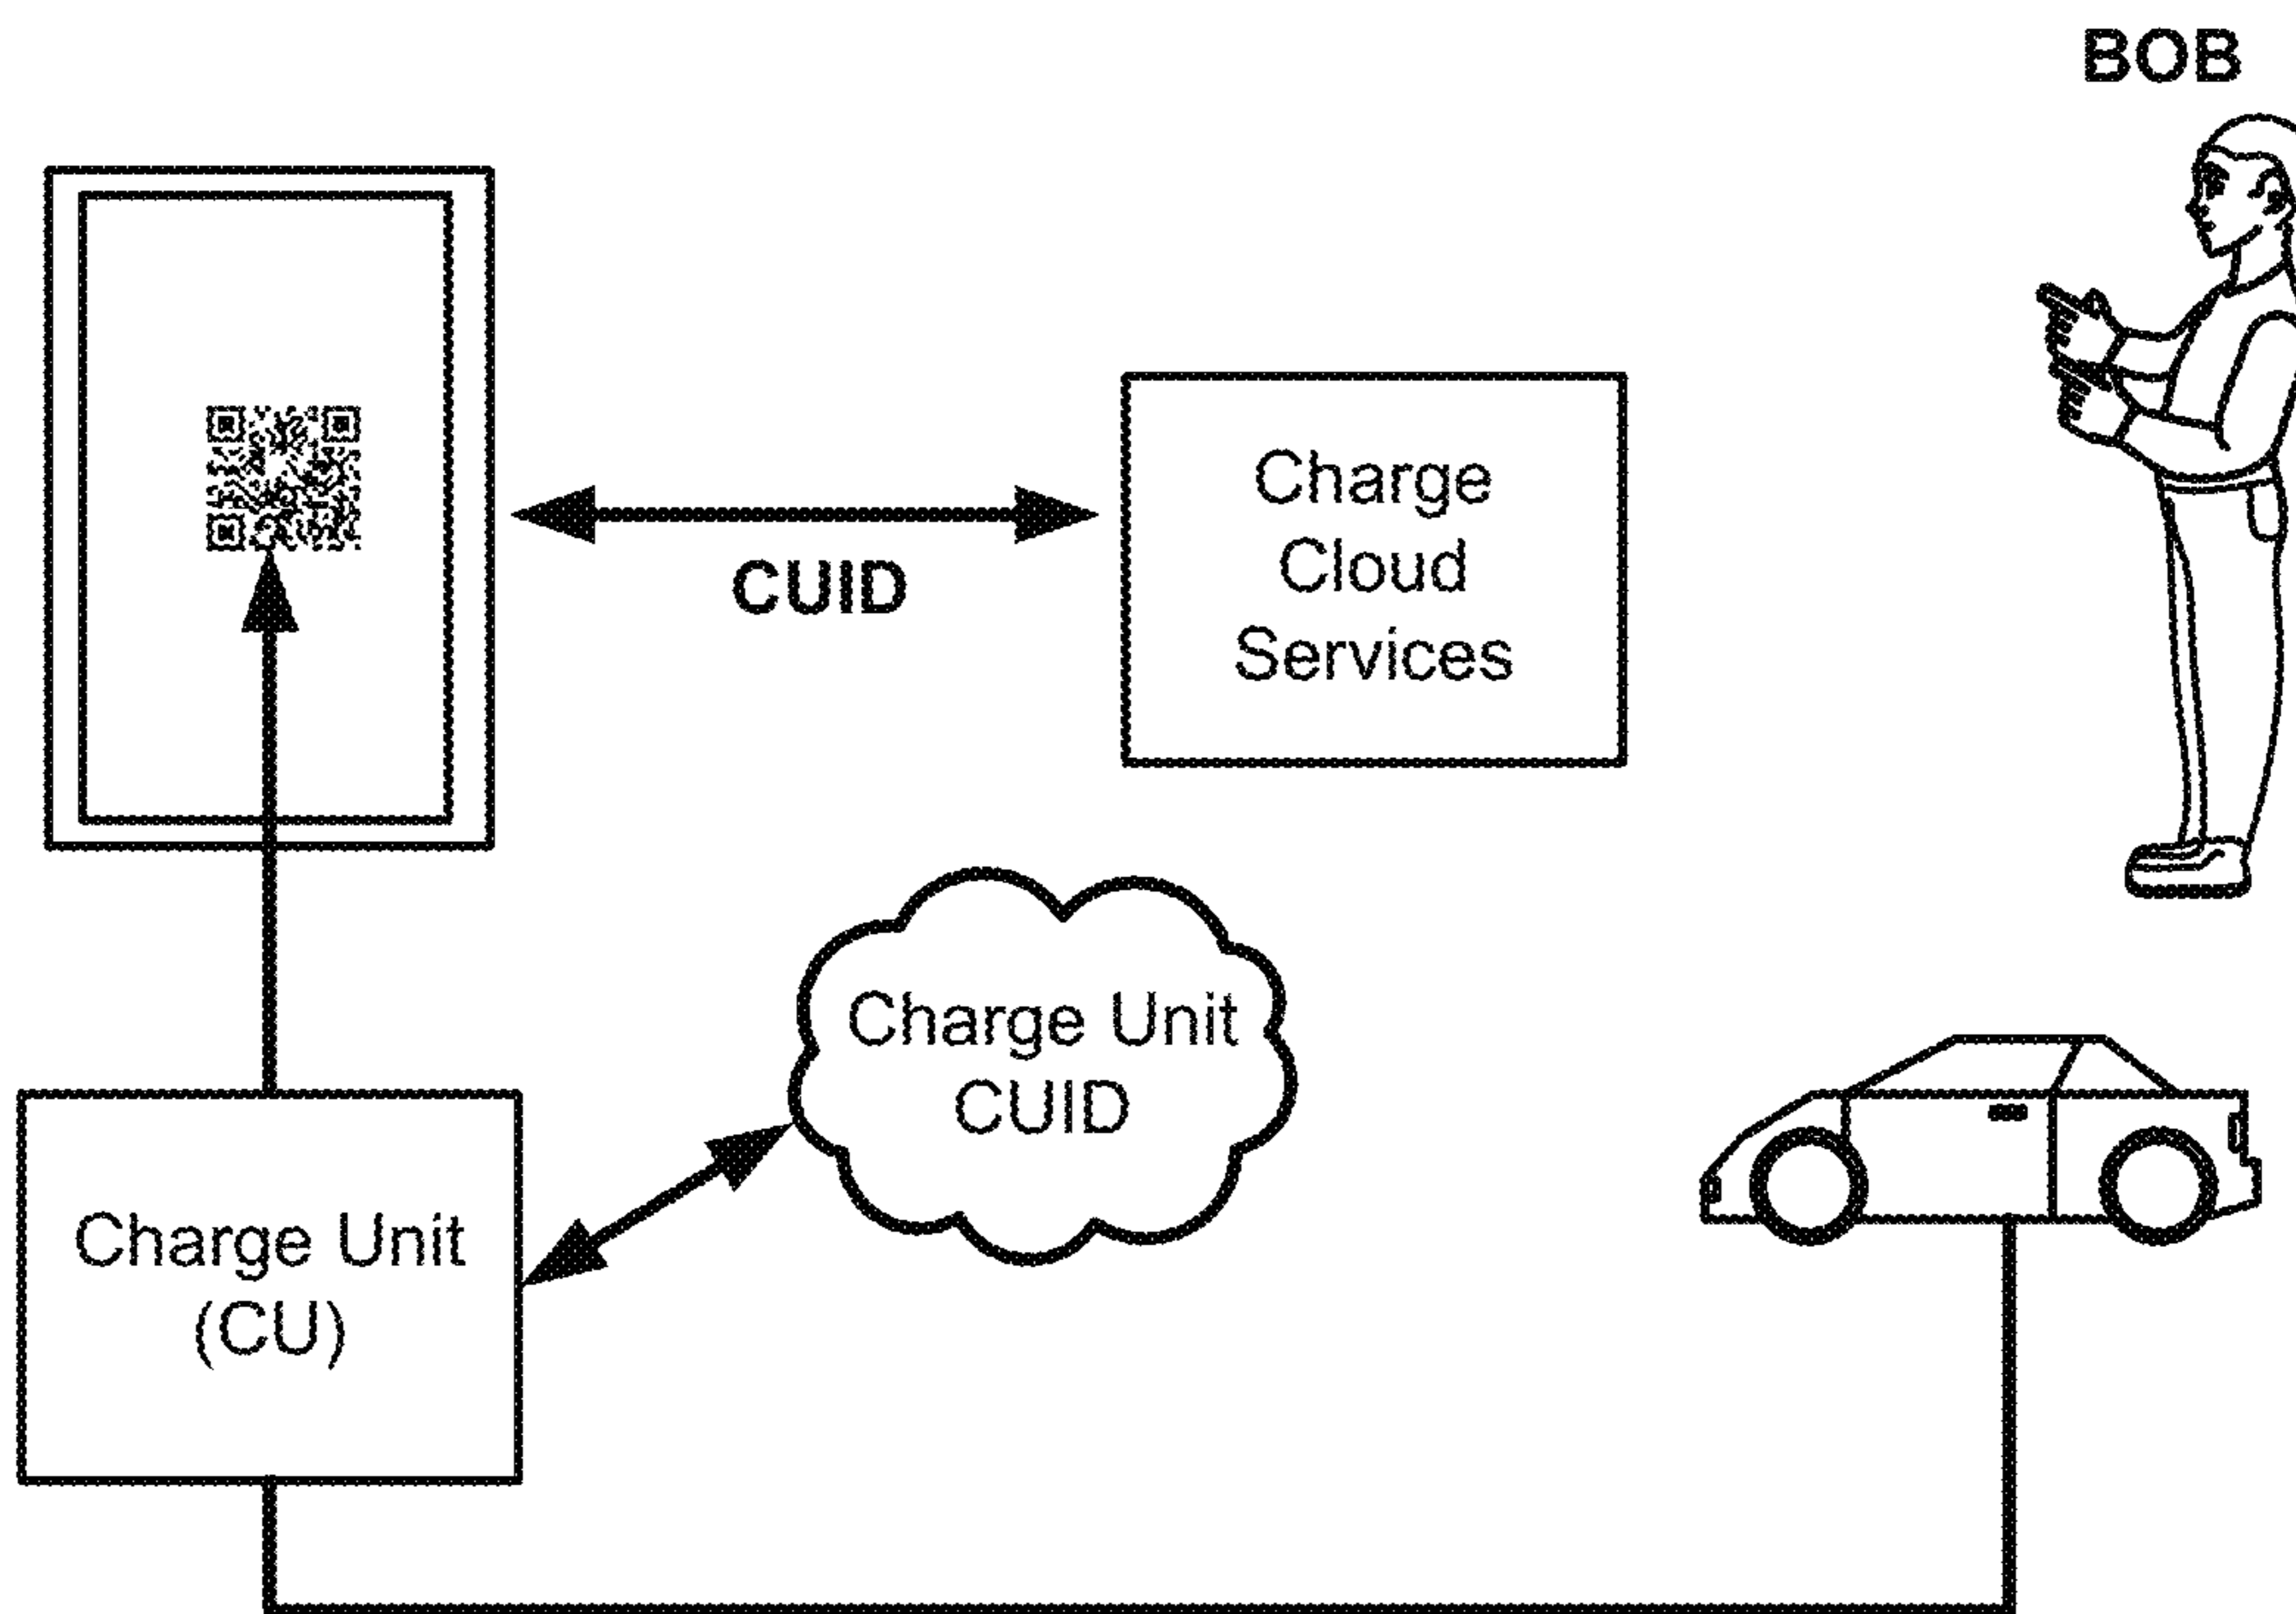 BOB
Charge
Cloud
Services
CUID
Charge Unit
CUID
Charge Unit
(CU)